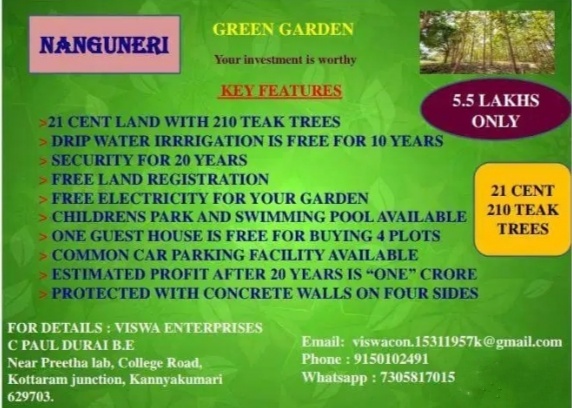 NANGUNERI
GREEN GARDEN
Your investment is worthy
KEY FEATURES
5.5 LAKHS
ONLY
>21 CENT LAND WITH 210 TEAK TREES
> DRIP WATER IRRRIGATION IS FREE FOR 10 YEARS
> SECURITY FOR 20 YEARS
> FREE LAND REGISTRATION
> FREE ELECTRICITY FOR YOUR GARDEN
> CHILDRENS PARK AND SWIMMING POOL AVAILABLE
> ONE GUEST HOUSE IS FREE FOR BUYING 4 PLOTS
> COMMON CAR PARKING FACILITY AVAILABLE
> ESTIMATED PROFIT AFTER 20 YEARS IS “ONE” CRORE
> PROTECTED WITH CONCRETE WALLS ON FOUR SIDES
21 CENT
210 TEAK
TREES
FOR DETAILS : VISWA ENTERPRISES
C PAUL DURAI B.E
Near Preetha lab, College Road,
Kottaram junction, Kannyakumari
629703.
Email: viswacon.15311957k@gmail.com
Phone : 9150102491
Whatsapp : 7305817015